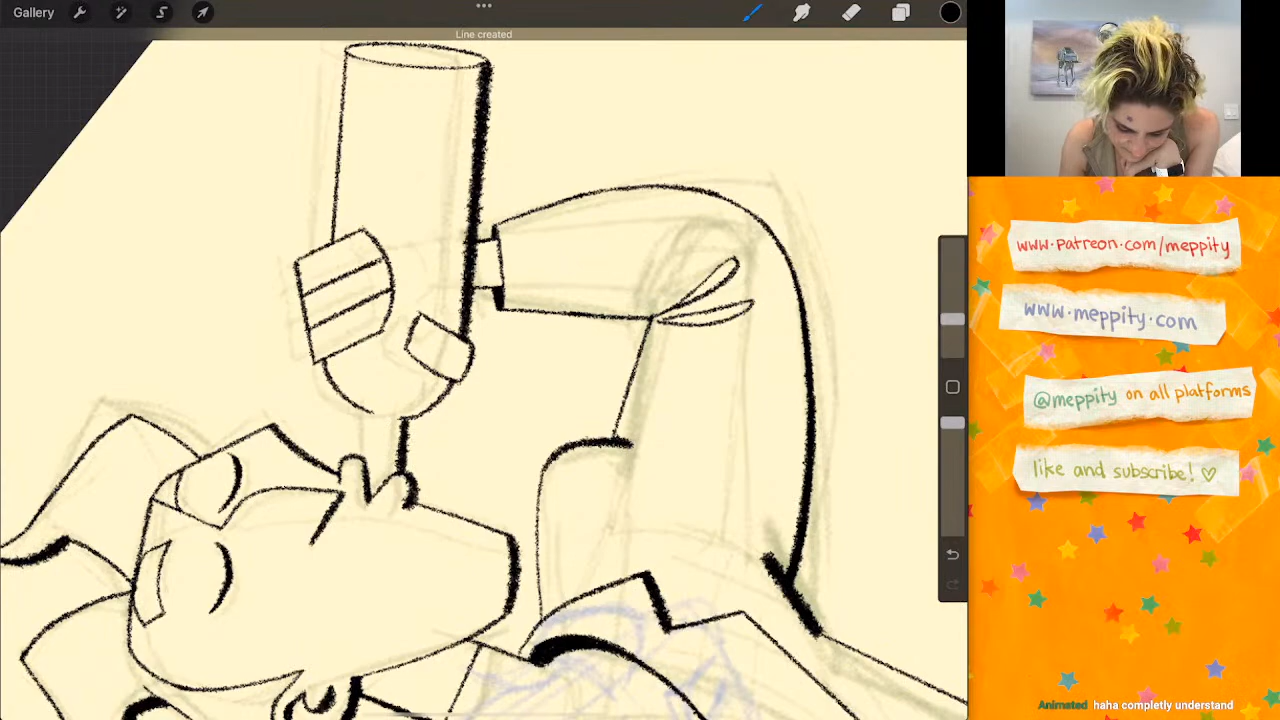 Gallery
Line created
www.patreon.com/meppity
www.meppity.com
@meppity on all platforms
like and subscribe! ♡
Animated haha completly understand